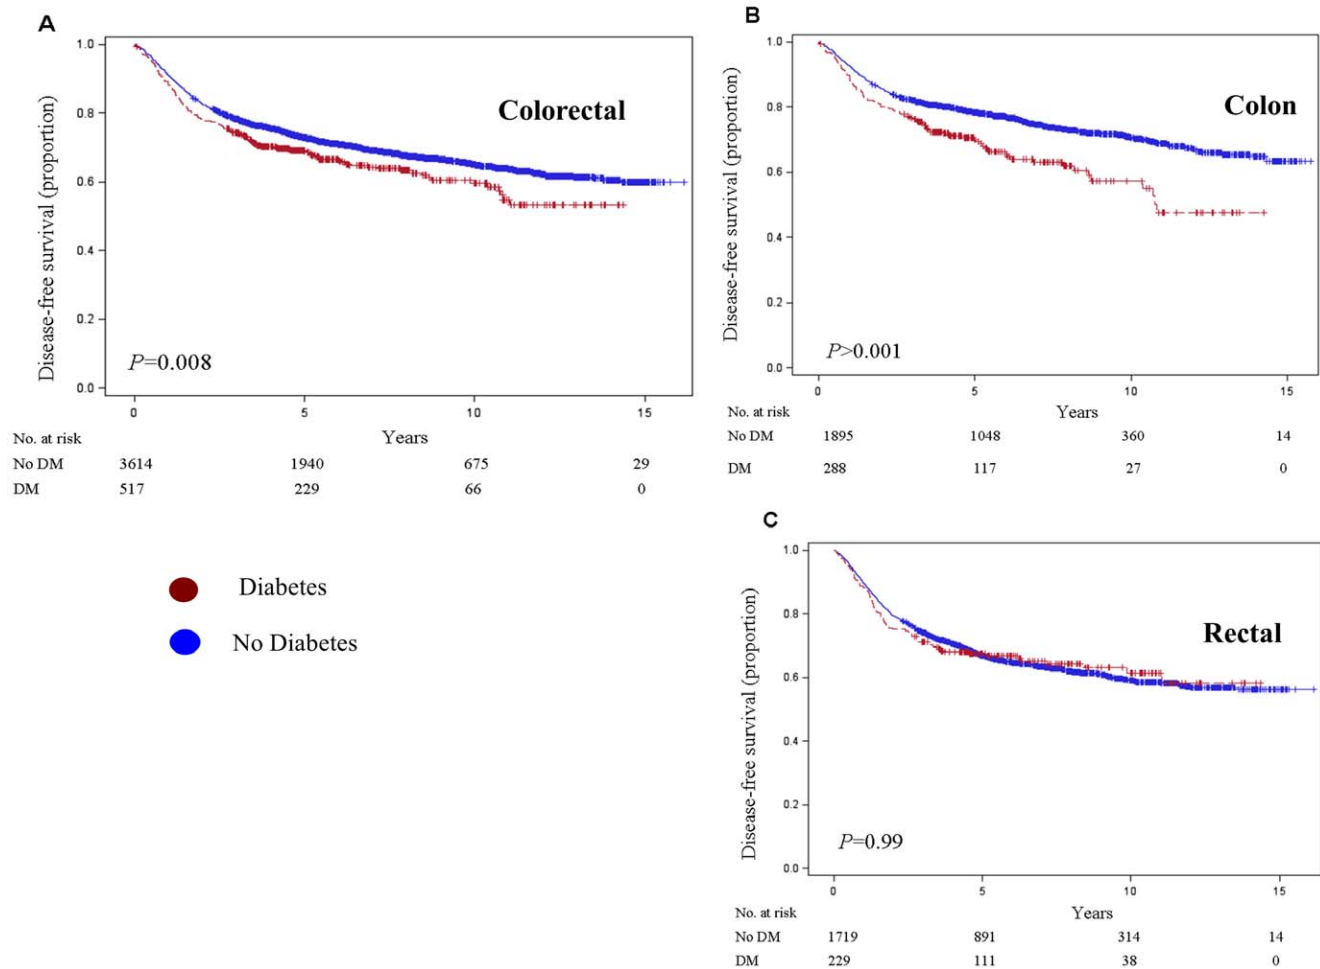 A
1.0
0.8
0.6
0.4
0.2
0.0
Disease-free survival (proportion)
Colorectal
P=0.008
0 5 10 15
Years
No. at risk
No DM 3614 1940 675 29
DM 517 229 66 0
B
1.0
0.8
0.6
0.4
0.2
0.0
Disease-free survival (proportion)
Colon
P>0.001
0 5 10 15
Years
No. at risk
No DM 1895 1048 360 14
DM 288 117 27 0
Diabetes
No Diabetes
C
1.0
0.8
0.6
0.4
0.2
0.0
Disease-free survival (proportion)
Rectal
P=0.99
0 5 10 15
Years
No. at risk
No DM 1719 891 314 14
DM 229 111 38 0